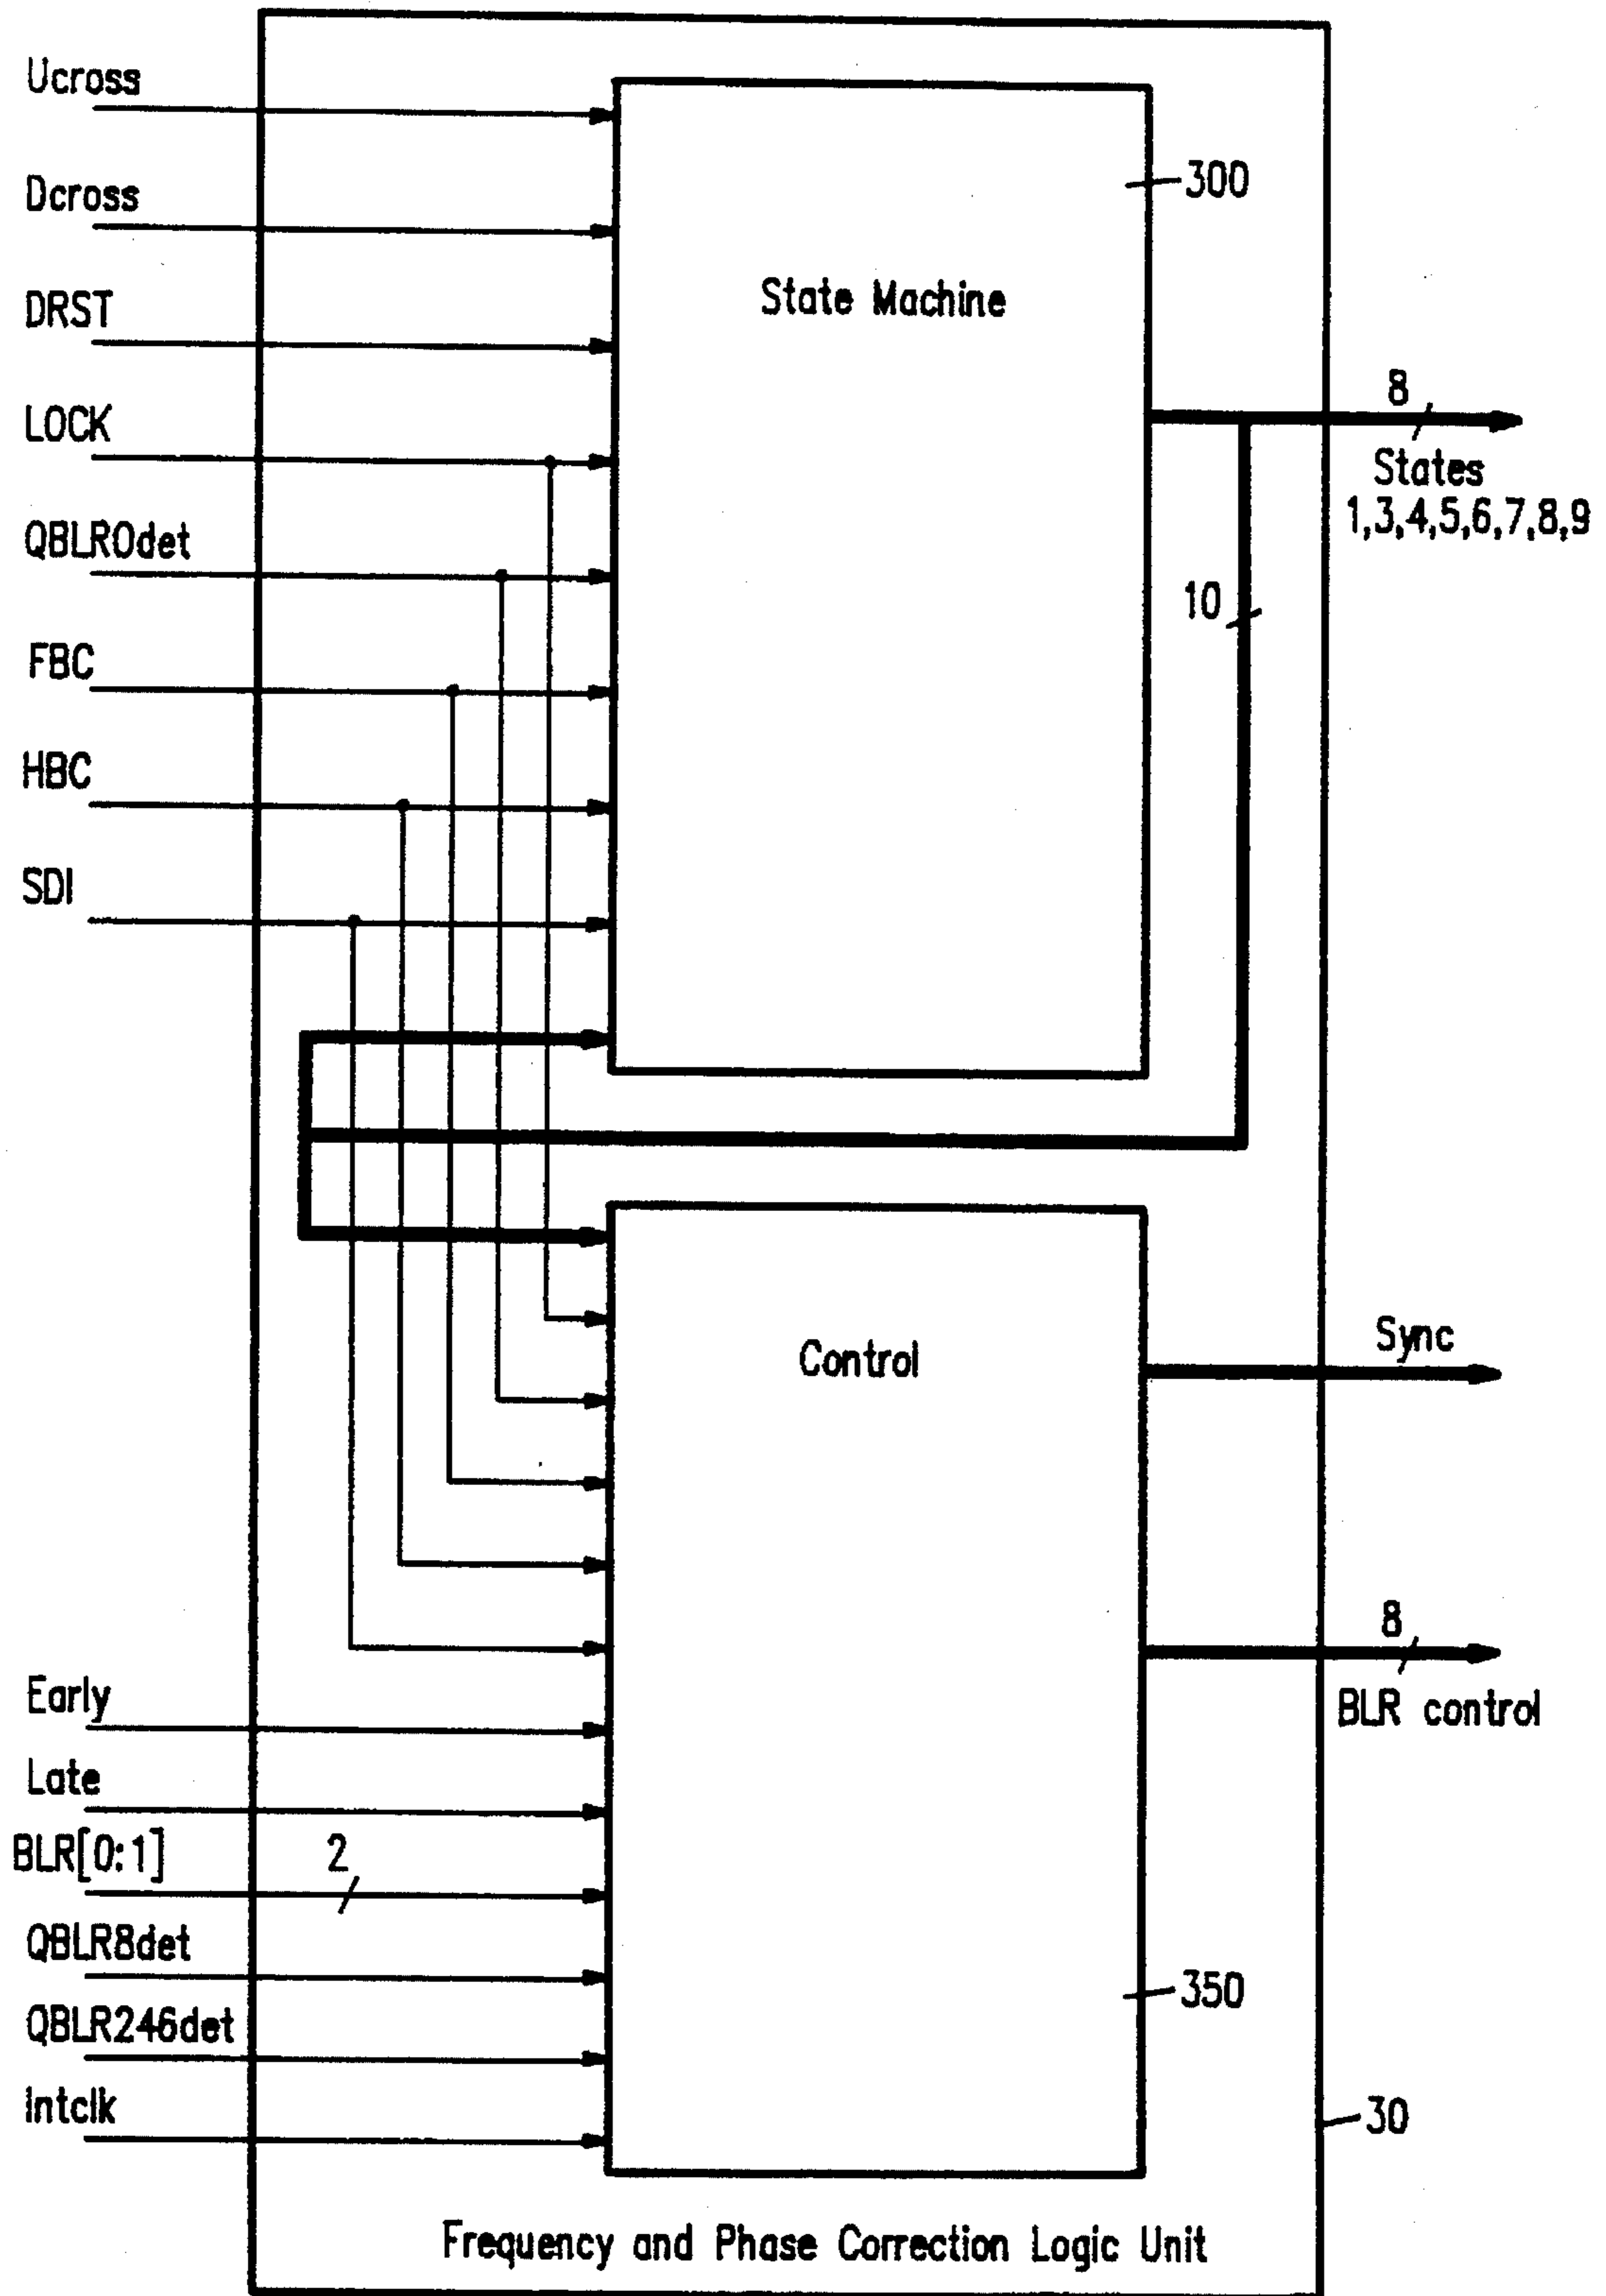 Ucross
Dcross
DRST
LOCK
QBLR0det
FBC
HBC
SDI
State Machine
300
8
States
1,3,4,5,6,7,8,9
10
Control
Sync
8
BLR control
Early
Late
BLR[0:1]
2
QBLR8det
QBLR246det
Intclk
350
30
Frequency and Phase Correction Logic Unit